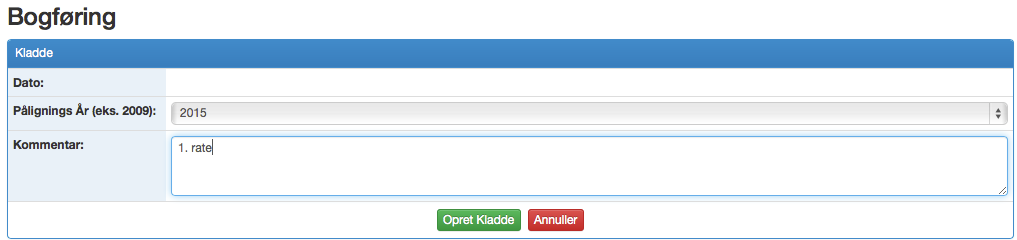 Bogføring
Kladde
Dato:
Pålignings År (eks. 2009): 2015
Kommentar: 1. rate
Opret Kladde Annuller